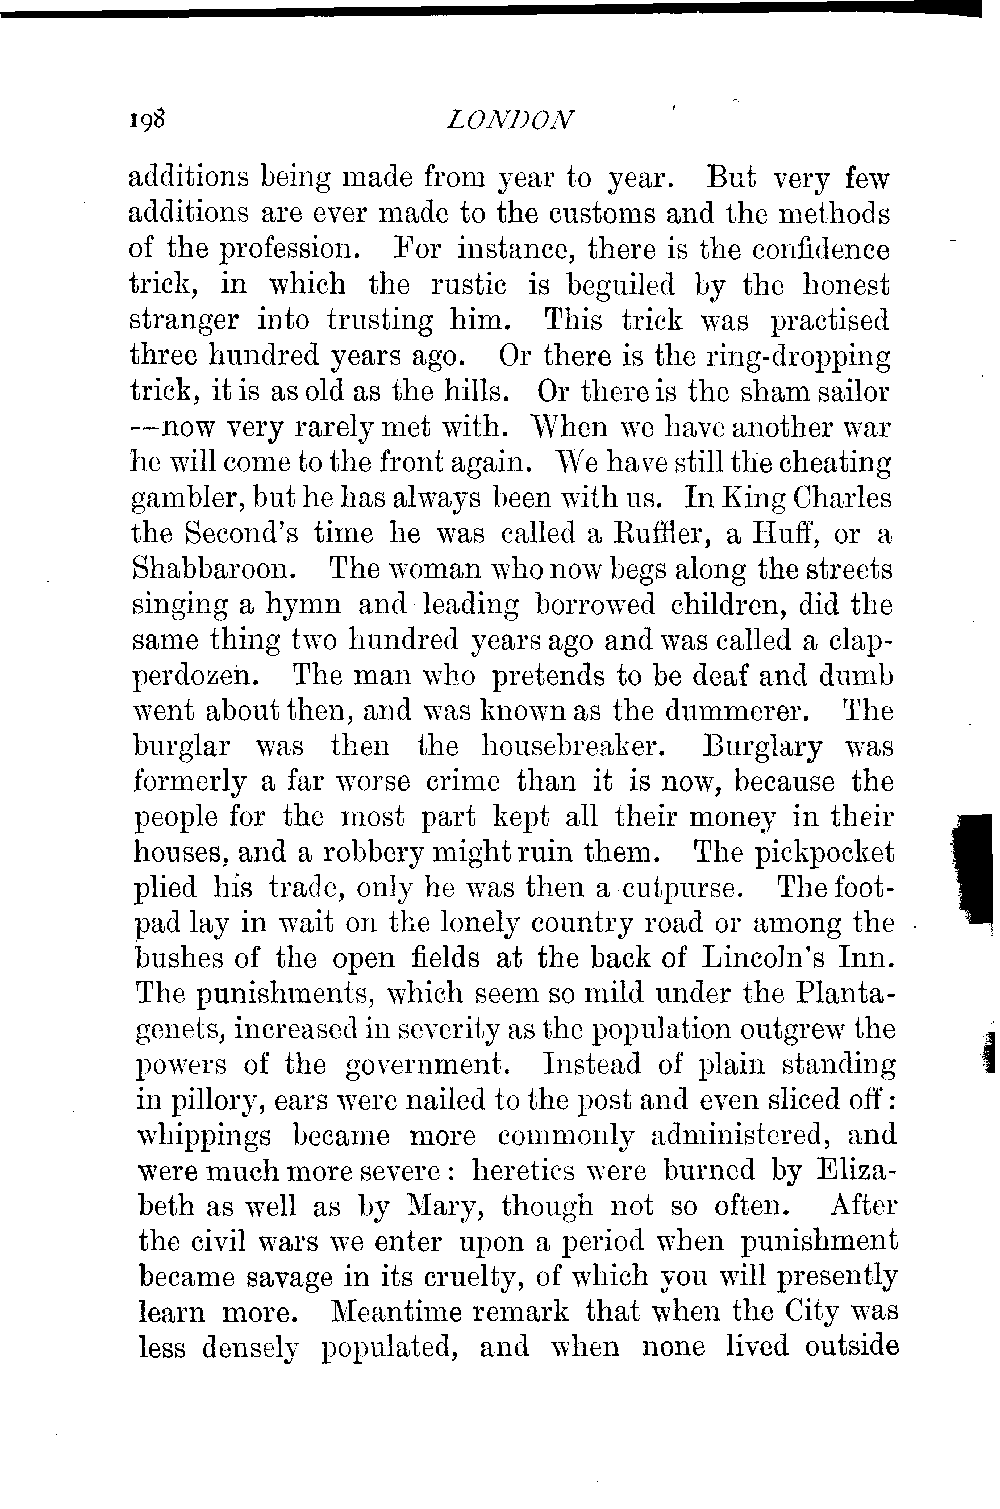 198 LONDON
additions being made from year to year. But very few
additions are ever made to the customs and the methods
of the profession. For instance, there is the confidence
trick, in which the rustic is beguiled by the honest
stranger into trusting him. This trick was practised
three hundred years ago. Or there is the ring-dropping
trick, it is as old as the hills. Or there is the sham sailor
—now very rarely met with. When we have another war
he will come to the front again. We have still the cheating
gambler, but he has always been with us. In King Charles
the Second's time he was called a Ruffler, a Huff, or a
Shabbaroon. The woman who now begs along the streets
singing a hymn and leading borrowed children, did the
same thing two hundred years ago and was called a clap-
perdozen. The man who pretends to be deaf and dumb
went about then, and was known as the dummerer. The
burglar was then the housebreaker. Burglary was
formerly a far worse crime than it is now, because the
people for the most part kept all their money in their
houses, and a robbery might ruin them. The pickpocket
plied his trade, only he was then a cutpurse. The foot-
pad lay in wait on the lonely country road or among the
bushes of the open fields at the back of Lincoln's Inn.
The punishments, which seem so mild under the Planta-
genets, increased in severity as the population outgrew the
powers of the government. Instead of plain standing
in pillory, ears were nailed to the post and even sliced off:
whippings became more commonly administered, and
were much more severe: heretics were burned by Eliza-
beth as well as by Mary, though not so often. After
the civil wars we enter upon a period when punishment
became savage in its cruelty, of which you will presently
learn more. Meantime remark that when the City was
less densely populated, and when none lived outside